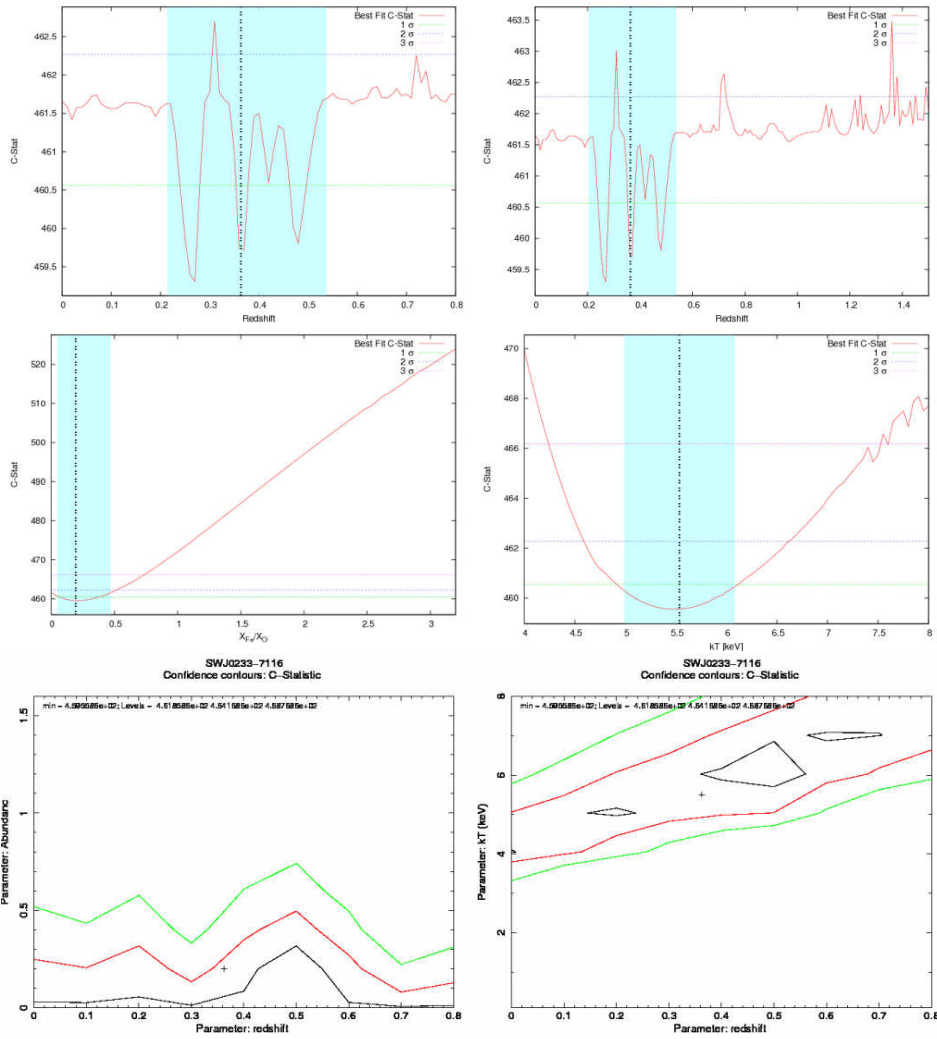 Best Fit C-Stat
1 σ
2 σ
3 σ
462.5
462
461.5
461
460.5
460
459.5
C-Stat
0 0.1 0.2 0.3 0.4 0.5 0.6 0.7 0.8
Redshift
Best Fit C-Stat
1 σ
2 σ
3 σ
463.5
463
462.5
462
461.5
461
460.5
460
459.5
C-Stat
0 0.2 0.4 0.6 0.8 1 1.2 1.4
Redshift
Best Fit C-Stat
1 σ
2 σ
3 σ
520
510
500
490
480
470
460
C-Stat
0 0.5 1 1.5 2 2.5 3
X_Fe/X_O
Best Fit C-Stat
1 σ
2 σ
3 σ
470
468
466
464
462
460
C-Stat
4 4.5 5 5.5 6 6.5 7 7.5 8
kT [keV]
SWJ0233-7116
Confidence contours: C-Statistic
Levels =
1.5
1
0.5
0
Parameter: Abundanc
0 0.1 0.2 0.3 0.4 0.5 0.6 0.7 0.8
Parameter: redshift
SWJ0233-7116
Confidence contours: C-Statistic
Levels =
8
6
4
2
Parameter: kT [keV]
0 0.1 0.2 0.3 0.4 0.5 0.6 0.7 0.8
Parameter: redshift